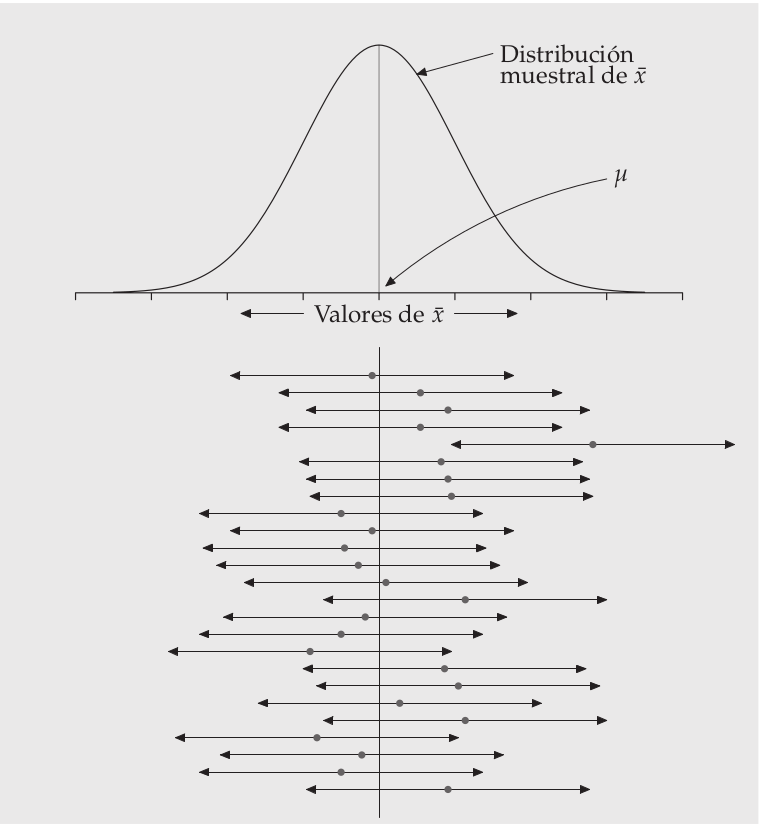 Distribución
muestral de x̄
μ
Valores de x̄